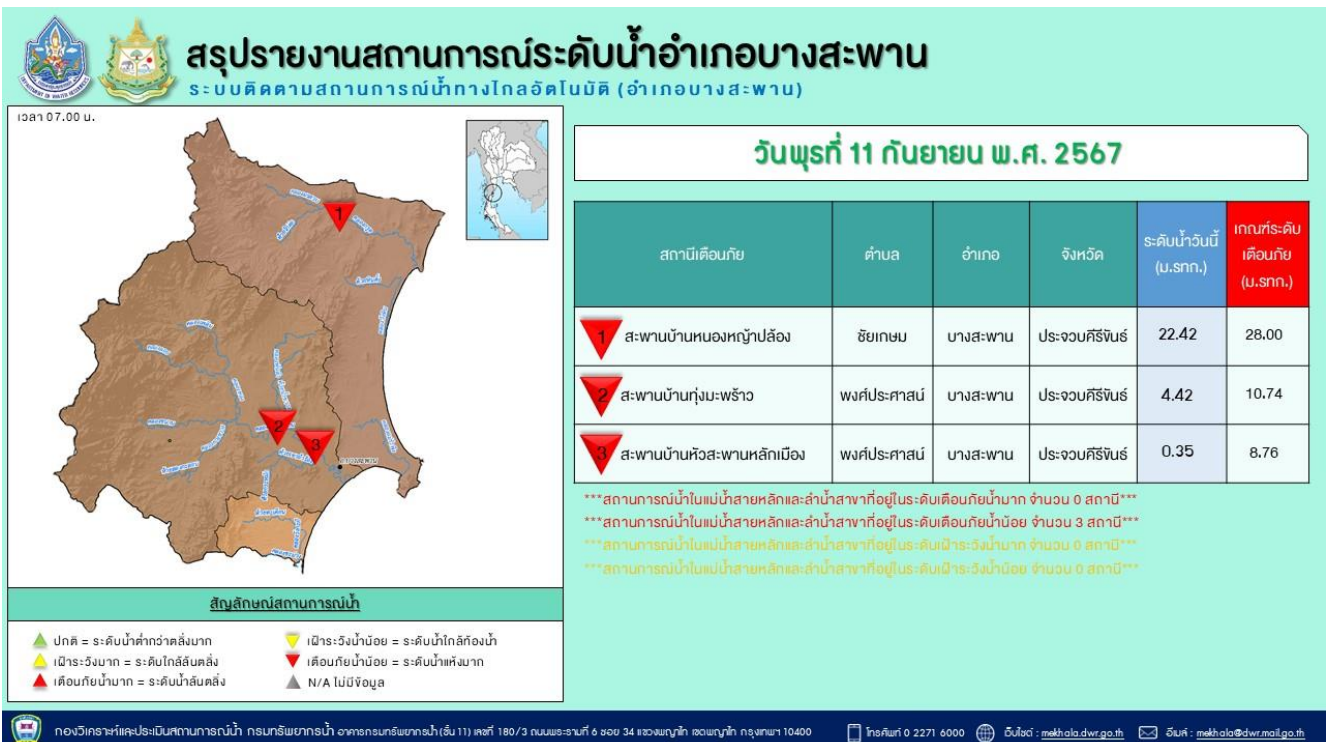 สรุปรายงานสถานการณ์ระดับน้ำอำเภอบางสะพาน
ระบบติดตามสถานการณ์น้ำทางไกลอัตโนมัติ (อำเภอบางสะพาน)
เวลา 07.00 น.
1
2
3
วันพุธที่ 11 กันยายน พ.ศ. 2567
สถานีเตือนภัย ตำบล อำเภอ จังหวัด ระดับน้ำวันนี้ (ม.รทก.) เกณฑ์ระดับเตือนภัย (ม.รทก.)
1 สะพานบ้านหนองหญ้าปล้อง ชัยเกษม บางสะพาน ประจวบคีรีขันธ์ 22.42 28.00
2 สะพานบ้านทุ่งมะพร้าว พงศ์ประศาสน์ บางสะพาน ประจวบคีรีขันธ์ 4.42 10.74
3 สะพานบ้านหัวสะพานหลักเมือง พงศ์ประศาสน์ บางสะพาน ประจวบคีรีขันธ์ 0.35 8.76
***สถานการณ์น้ำในแม่น้ำสายหลักและลำน้ำสาขาที่อยู่ในระดับเตือนภัยน้ำมาก จำนวน 0 สถานี***
***สถานการณ์น้ำในแม่น้ำสายหลักและลำน้ำสาขาที่อยู่ในระดับเตือนภัยน้ำน้อย จำนวน 3 สถานี***
***สถานการณ์น้ำในแม่น้ำสายหลักและลำน้ำสาขาที่อยู่ในระดับเฝ้าระวังน้ำมาก จำนวน 0 สถานี***
***สถานการณ์น้ำในแม่น้ำสายหลักและลำน้ำสาขาที่อยู่ในระดับเฝ้าระวังน้ำน้อย จำนวน 0 สถานี***
สัญลักษณ์สถานการณ์น้ำ
ปกติ = ระดับน้ำต่ำกว่าตลิ่งมาก
เฝ้าระวังมาก = ระดับใกล้ล้นตลิ่ง
เตือนภัยน้ำมาก = ระดับน้ำล้นตลิ่ง
เฝ้าระวังน้ำน้อย = ระดับน้ำใกล้ท้องน้ำ
เตือนภัยน้ำน้อย = ระดับน้ำแห้งมาก
N/A ไม่มีข้อมูล
กองวิเคราะห์และประเมินสถานการณ์น้ำ กรมทรัพยากรน้ำ อาคารกรมทรัพยากรน้ำ(ชั้น 11) เลขที่ 180/3 ถนนพระรามที่ 6 ซอย 34 แขวงพญาไท เขตพญาไท กรุงเทพฯ 10400 โทรศัพท์ 0 2271 6000 เว็บไซต์ : mekhala.dwr.go.th อีเมล์ : mekhala@dwr.mail.go.th